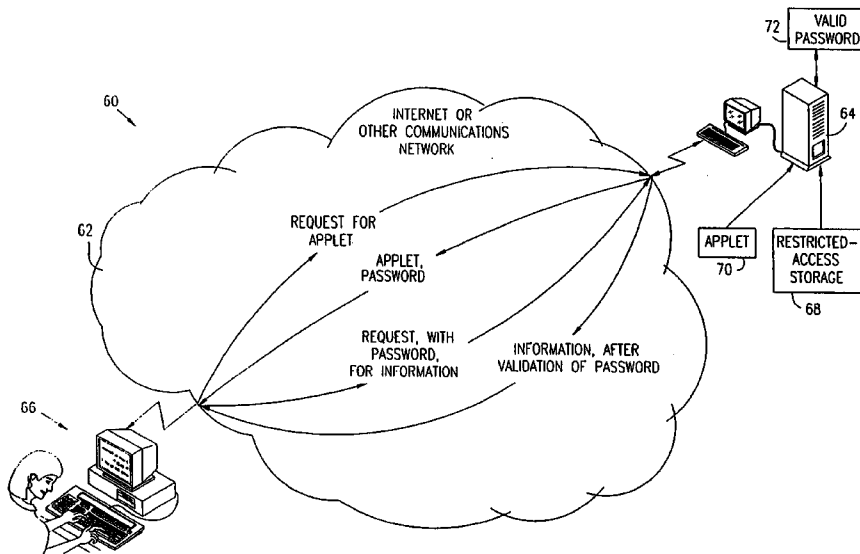 72
VALID
PASSWORD
60
INTERNET OR
OTHER COMMUNICATIONS
NETWORK
64
62
REQUEST FOR
APPLET
APPLET,
PASSWORD
APPLET
70
RESTRICTED-
ACCESS
STORAGE
68
REQUEST, WITH
PASSWORD,
FOR INFORMATION
INFORMATION, AFTER
VALIDATION OF PASSWORD
66